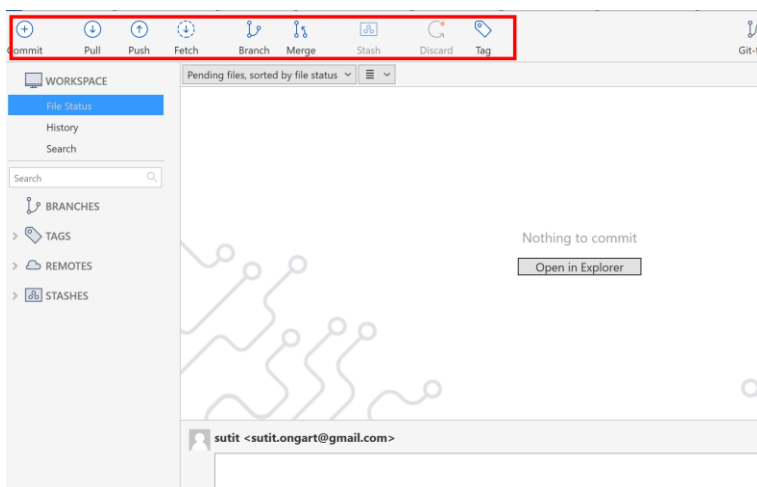 Commit Pull Push Fetch Branch Merge Stash Discard Tag
WORKSPACE
File Status
History
Search
Search
BRANCHES
TAGS
REMOTES
STASHES
Pending files, sorted by file status
Nothing to commit
Open in Explorer
sutit <sutit.ongart@gmail.com>